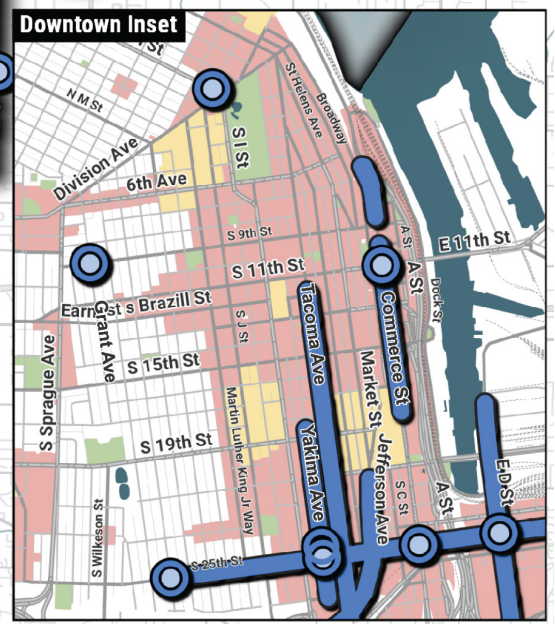 Downtown Inset
St
N M St
Division Ave
6th Ave
S I St
St Helens Ave
Broadway
S 9th St
S 11th St
A St
A St
E 11th St
Dock St
Earnest s Brazill St
Grant Ave
S J St
Tacoma Ave
Commerce St
S Sprague Ave
S 15th St
Martin Luther King Jr Way
Market St
S 19th St
Yakima Ave
Jefferson Ave
S C St
A St
E D St
S Wilkeson St
S 25th St